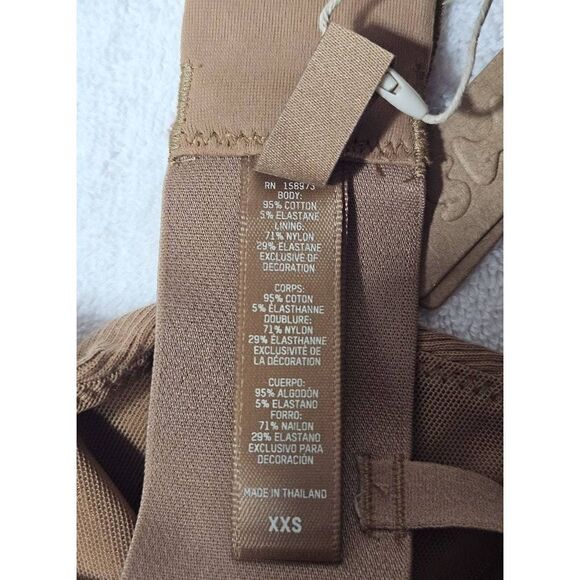 RN 158973
BODY:
95% COTTON
5% ELASTANE
LINING:
71% NYLON
29% ELASTANE
EXCLUSIVE OF
DECORATION
CORPS:
95% COTON
5% ÉLASTHANNE
DOUBLURE:
71% NYLON
29% ÉLASTHANNE
EXCLUSIVITÉ DE
LA DÉCORATION
CUERPO:
95% ALGODÓN
5% ELASTANO
FORRO:
71% NAILON
29% ELASTANO
EXCLUSIVO PARA
DECORACIÓN
MADE IN THAILAND
XXS